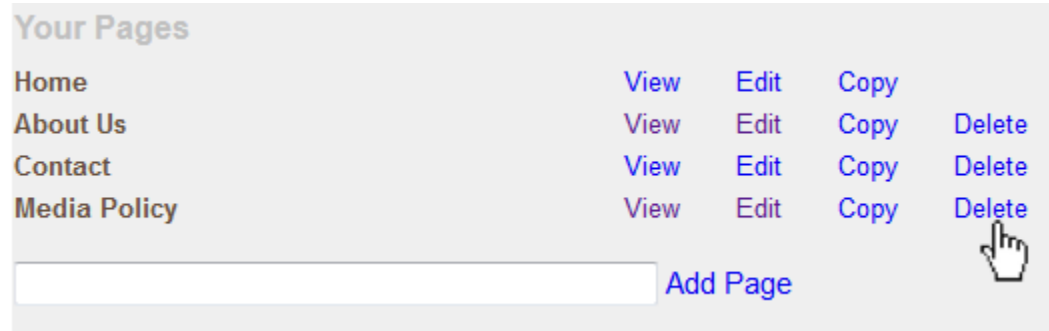 Your Pages
Home View Edit Copy
About Us View Edit Copy Delete
Contact View Edit Copy Delete
Media Policy View Edit Copy Delete
Add Page